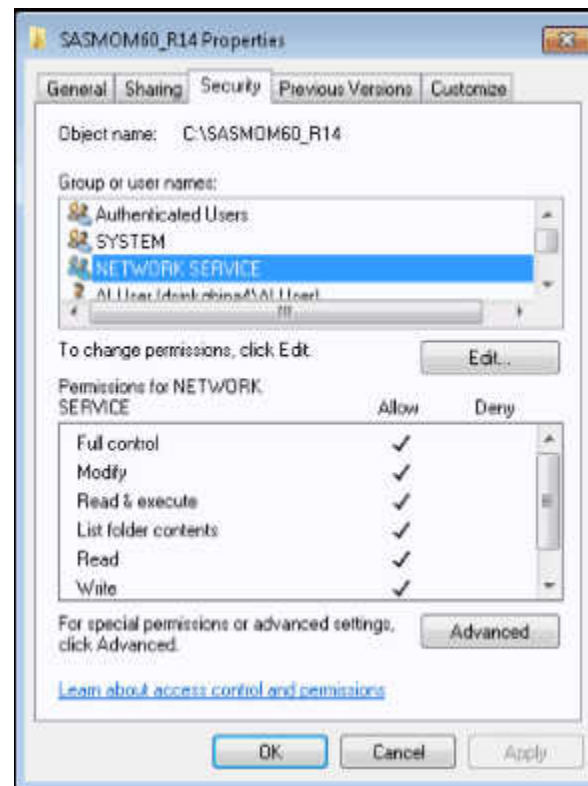 SASMOM60_R14 Properties
General Sharing Security Previous Versions Customize
Object name: C:\SASMOM60_R14
Group or user names:
Authenticated Users
SYSTEM
NETWORK SERVICE
To change permissions, click Edit.
Edit...
Permissions for NETWORK
SERVICE Allow Deny
Full control
Modify
Read & execute
List folder contents
Read
Write
For special permissions or advanced settings,
click Advanced.
Advanced
Learn about access control and permissions
OK Cancel Apply